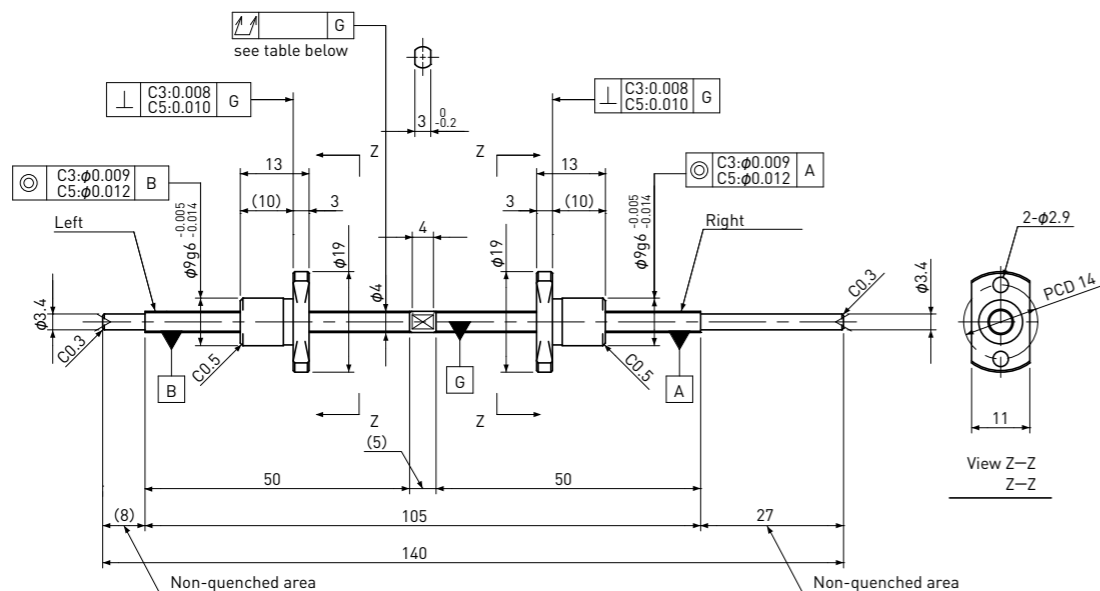 G
see table below
C3:0.008
C5:0.010
G
3 0
-0.2
C3:0.008
C5:0.010
G
Z
Z
13
13
C3:ϕ0.009
C5:ϕ0.012
B
C3:ϕ0.009
C5:ϕ0.012
A
(10)
3
3
(10)
Left
ϕ9g6 -0.005
-0.014
ϕ19
4
ϕ4
ϕ19
ϕ9g6 -0.005
-0.014
Right
2-ϕ2.9
ϕ3.4
C0.3
ϕ3.4
PCD 14
C0.3
B
C0.5
G
C0.5
A
Z
Z
11
(5)
View Z–Z
Z–Z
50
50
(8)
105
27
140
Non-quenched area
Non-quenched area